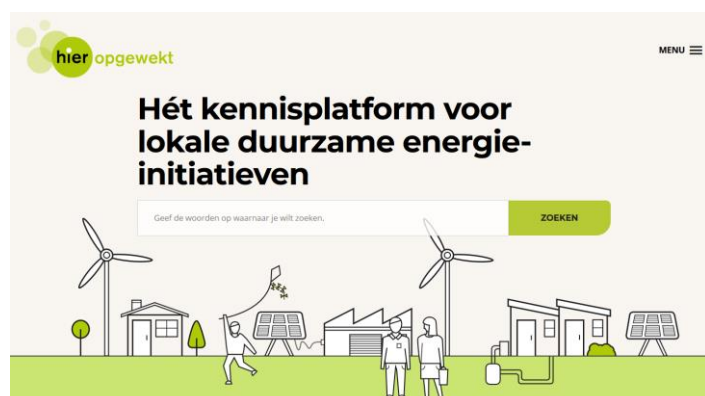 hier opgewekt
MENU
Hét kennisplatform voor
lokale duurzame energie-
initiatieven
Geef de woorden op waarnaar je wilt zoeken.
ZOEKEN